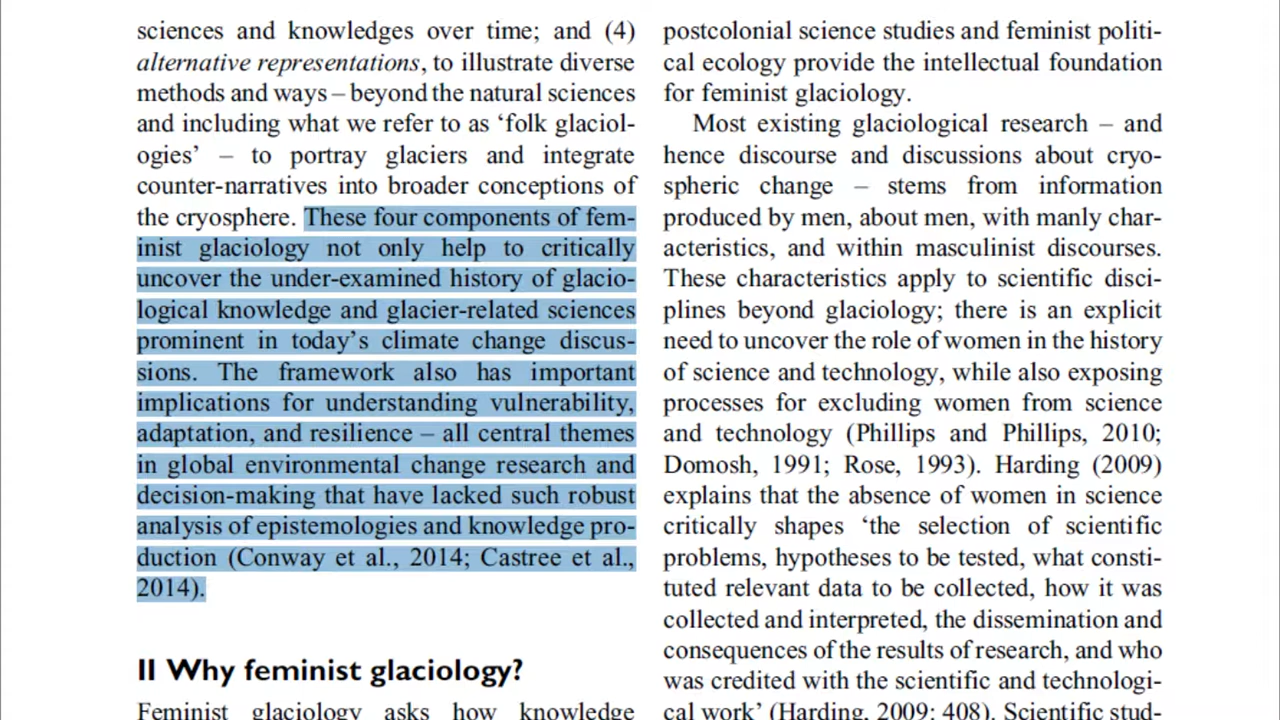 sciences and knowledges over time; and (4)
alternative representations, to illustrate diverse
methods and ways – beyond the natural sciences
and including what we refer to as ‘folk glaciol-
ogies’ – to portray glaciers and integrate
counter-narratives into broader conceptions of
the cryosphere. These four components of fem-
inist glaciology not only help to critically
uncover the under-examined history of glacio-
logical knowledge and glacier-related sciences
prominent in today’s climate change discus-
sions. The framework also has important
implications for understanding vulnerability,
adaptation, and resilience – all central themes
in global environmental change research and
decision-making that have lacked such robust
analysis of epistemologies and knowledge pro-
duction (Conway et al., 2014; Castree et al.,
2014).
II Why feminist glaciology?
Feminist glaciology asks how knowledge
postcolonial science studies and feminist politi-
cal ecology provide the intellectual foundation
for feminist glaciology.
Most existing glaciological research – and
hence discourse and discussions about cryo-
spheric change – stems from information
produced by men, about men, with manly char-
acteristics, and within masculinist discourses.
These characteristics apply to scientific disci-
plines beyond glaciology; there is an explicit
need to uncover the role of women in the history
of science and technology, while also exposing
processes for excluding women from science
and technology (Phillips and Phillips, 2010;
Domosh, 1991; Rose, 1993). Harding (2009)
explains that the absence of women in science
critically shapes ‘the selection of scientific
problems, hypotheses to be tested, what consti-
tuted relevant data to be collected, how it was
collected and interpreted, the dissemination and
consequences of the results of research, and who
was credited with the scientific and technologi-
cal work’ (Harding, 2009: 408). Scientific stud-